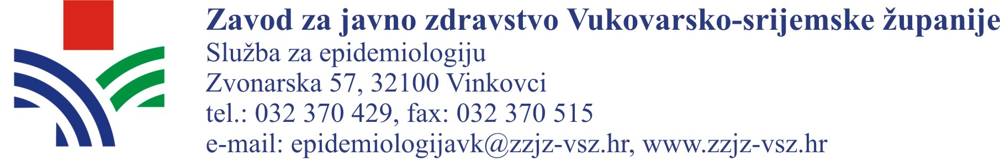 Zavod za javno zdravstvo Vukovarsko-srijemske županije
Služba za epidemiologiju
Zvonarska 57, 32100 Vinkovci
tel.: 032 370 429, fax: 032 370 515
e-mail: epidemiologijavk@zzjz-vsz.hr, www.zzjz-vsz.hr